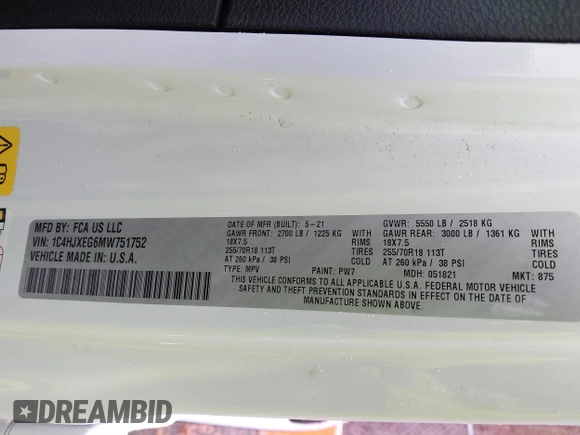 MFD BY: FCA US LLC
VIN: 1C4HJXEG6MW751752
VEHICLE MADE IN: U.S.A.
DATE OF MFR (BUILT): 5-21
GAWR FRONT: 2700 LB / 1225 KG
18X7.5
255/70R18 113T
AT 260 kPa / 38 PSI
TYPE: MPV
RIMS
TIRES
COLD
PAINT: PW7
GVWR: 5550 LB / 2518 KG
GAWR REAR: 3000 LB / 1361 KG
18X7.5
255/70R18 113T
AT 260 kPa / 38 PSI
MDH: 051821
RIMS
TIRES
COLD
MKT: 875
THIS VEHICLE CONFORMS TO ALL APPLICABLE U.S.A. FEDERAL MOTOR VEHICLE
SAFETY AND THEFT PREVENTION STANDARDS IN EFFECT ON THE DATE OF
MANUFACTURE SHOWN ABOVE.
DREAMBID